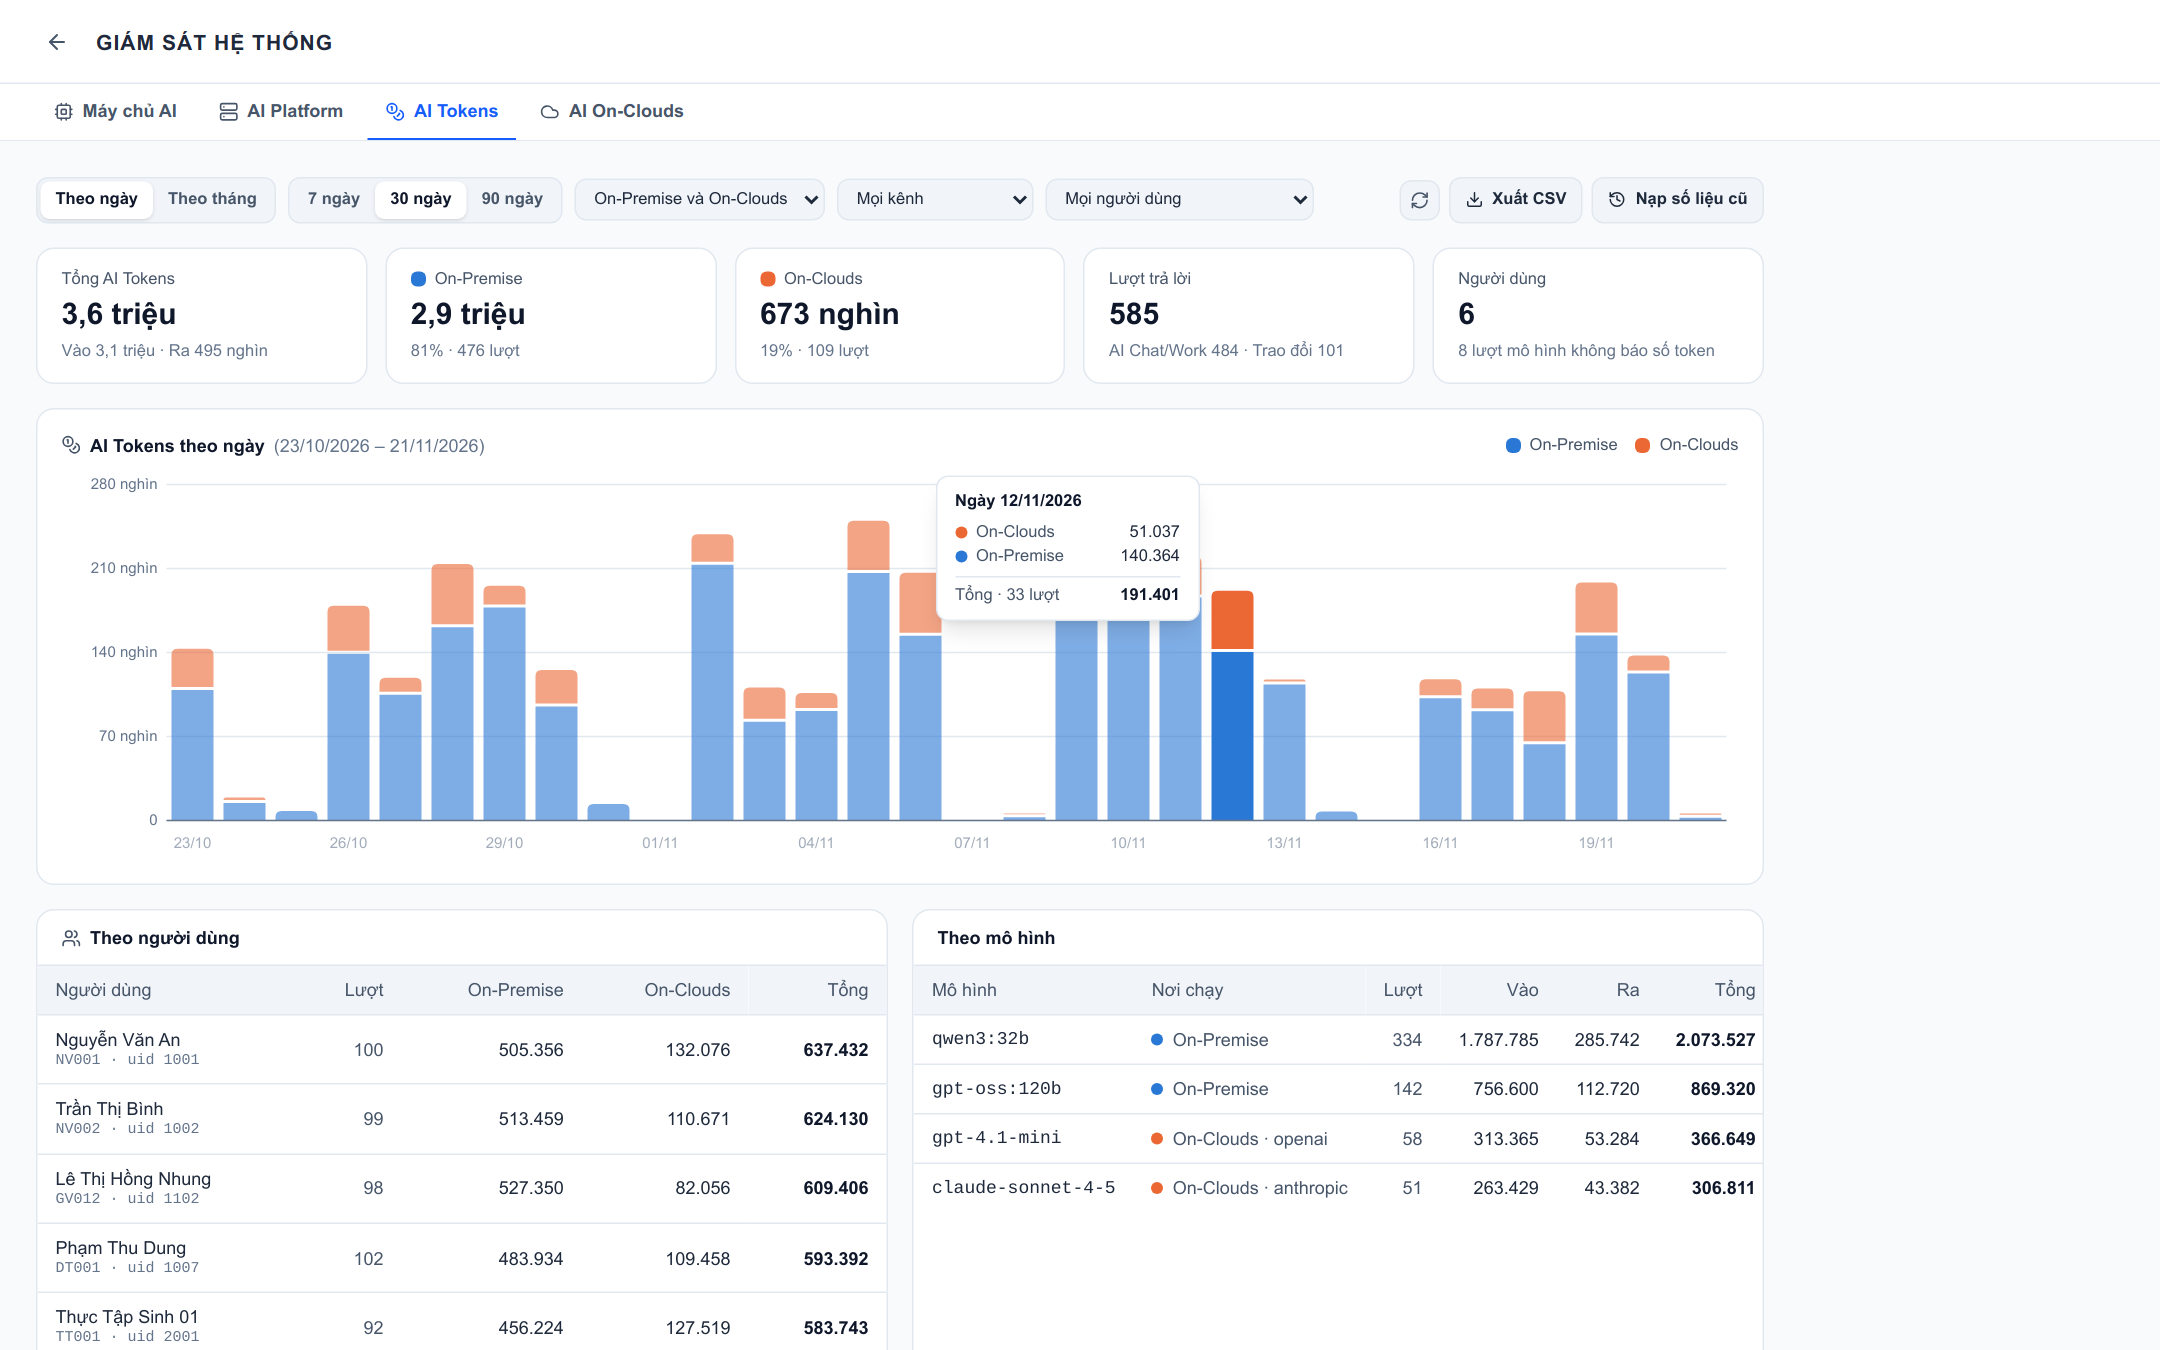 GIÁM SÁT HỆ THỐNG
Máy chủ AI
AI Platform
AI Tokens
AI On-Clouds
Theo ngày
Theo tháng
7 ngày
30 ngày
90 ngày
On-Premise và On-Clouds
Mọi kênh
Mọi người dùng
Xuất CSV
Nạp số liệu cũ
Tổng AI Tokens
3,6 triệu
Vào 3,1 triệu · Ra 495 nghìn
On-Premise
2,9 triệu
81% · 476 lượt
On-Clouds
673 nghìn
19% · 109 lượt
Lượt trả lời
585
AI Chat/Work 484 · Trao đổi 101
Người dùng
6
8 lượt mô hình không báo số token
AI Tokens theo ngày (23/10/2026 – 21/11/2026)
On-Premise
On-Clouds
280 nghìn
210 nghìn
140 nghìn
70 nghìn
0
Ngày 12/11/2026
On-Clouds 51.037
On-Premise 140.364
Tổng · 33 lượt 191.401
23/10 26/10 29/10 01/11 04/11 07/11 10/11 13/11 16/11 19/11
Theo người dùng
Người dùng Lượt On-Premise On-Clouds Tổng
Nguyễn Văn An 100 505.356 132.076 637.432
NV001 · uid 1001
Trần Thị Bình 99 513.459 110.671 624.130
NV002 · uid 1002
Lê Thị Hồng Nhung 98 527.350 82.056 609.406
GV012 · uid 1102
Phạm Thu Dung 102 483.934 109.458 593.392
DT001 · uid 1007
Thực Tập Sinh 01 92 456.224 127.519 583.743
TT001 · uid 2001
Theo mô hình
Mô hình Nơi chạy Lượt Vào Ra Tổng
qwen3:32b On-Premise 334 1.787.785 285.742 2.073.527
gpt-oss:120b On-Premise 142 756.600 112.720 869.320
gpt-4.1-mini On-Clouds · openai 58 313.365 53.284 366.649
claude-sonnet-4-5 On-Clouds · anthropic 51 263.429 43.382 306.811